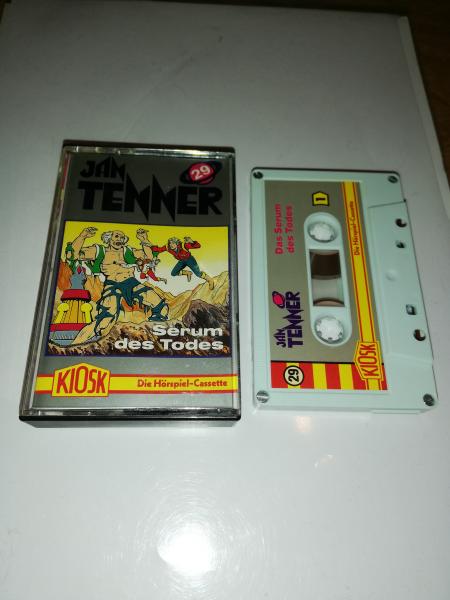 JAN
29
TENNER
Serum
des Todes
KIOSK
Die Hörspiel-Cassette
Das Serum
des Todes
1
JAN
TENNER
29
KIOSK
Die Hörspiel-Cassette